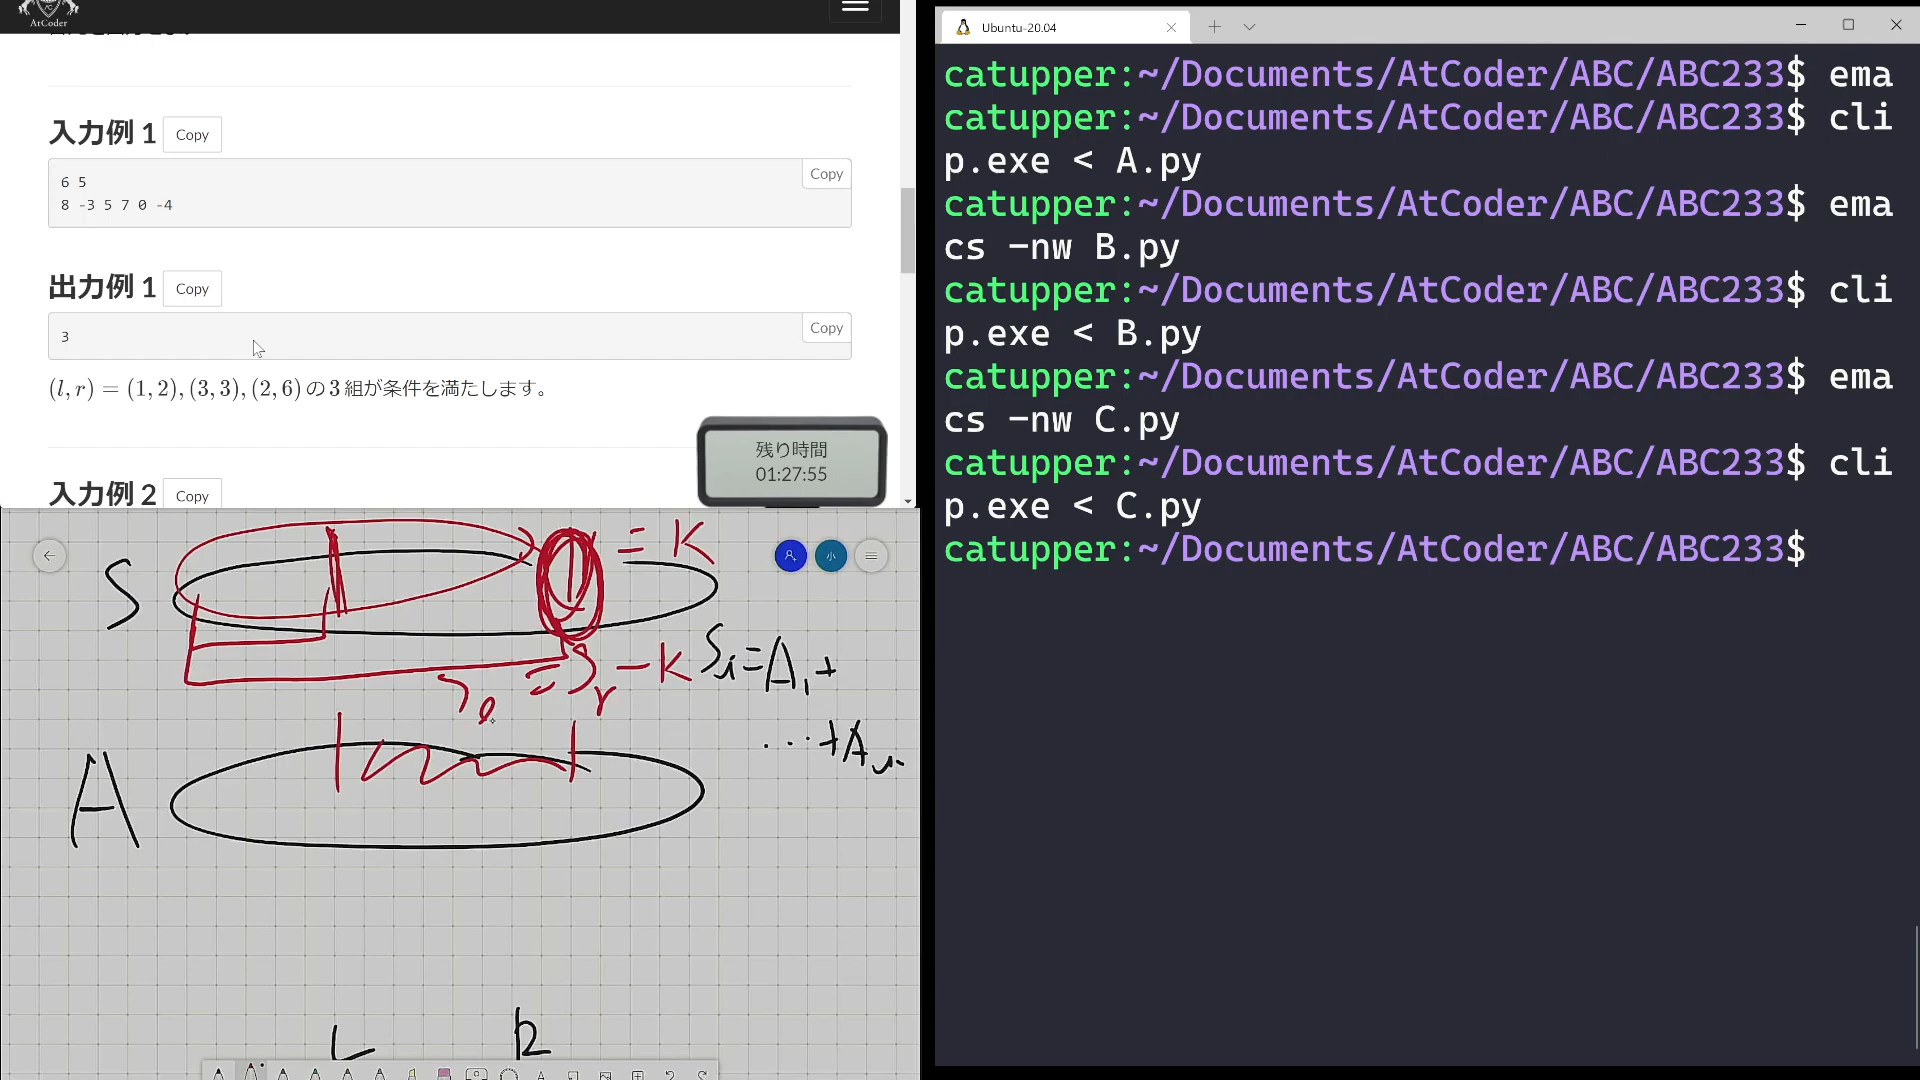 AtCoder
入力例 1 Copy
Copy
6 5
8 -3 5 7 0 -4
出力例 1 Copy
Copy
3
(l, r) = (1, 2), (3, 3), (2, 6) の 3 組が条件を満たします。
残り時間
01:27:55
入力例 2 Copy
= K
S
小
Si=A1+
= Sr - K
...+Ai
A
L R
Ubuntu-20.04
catupper:~/Documents/AtCoder/ABC/ABC233$ ema
catupper:~/Documents/AtCoder/ABC/ABC233$ cli
p.exe < A.py
catupper:~/Documents/AtCoder/ABC/ABC233$ ema
cs -nw B.py
catupper:~/Documents/AtCoder/ABC/ABC233$ cli
p.exe < B.py
catupper:~/Documents/AtCoder/ABC/ABC233$ ema
cs -nw C.py
catupper:~/Documents/AtCoder/ABC/ABC233$ cli
p.exe < C.py
catupper:~/Documents/AtCoder/ABC/ABC233$